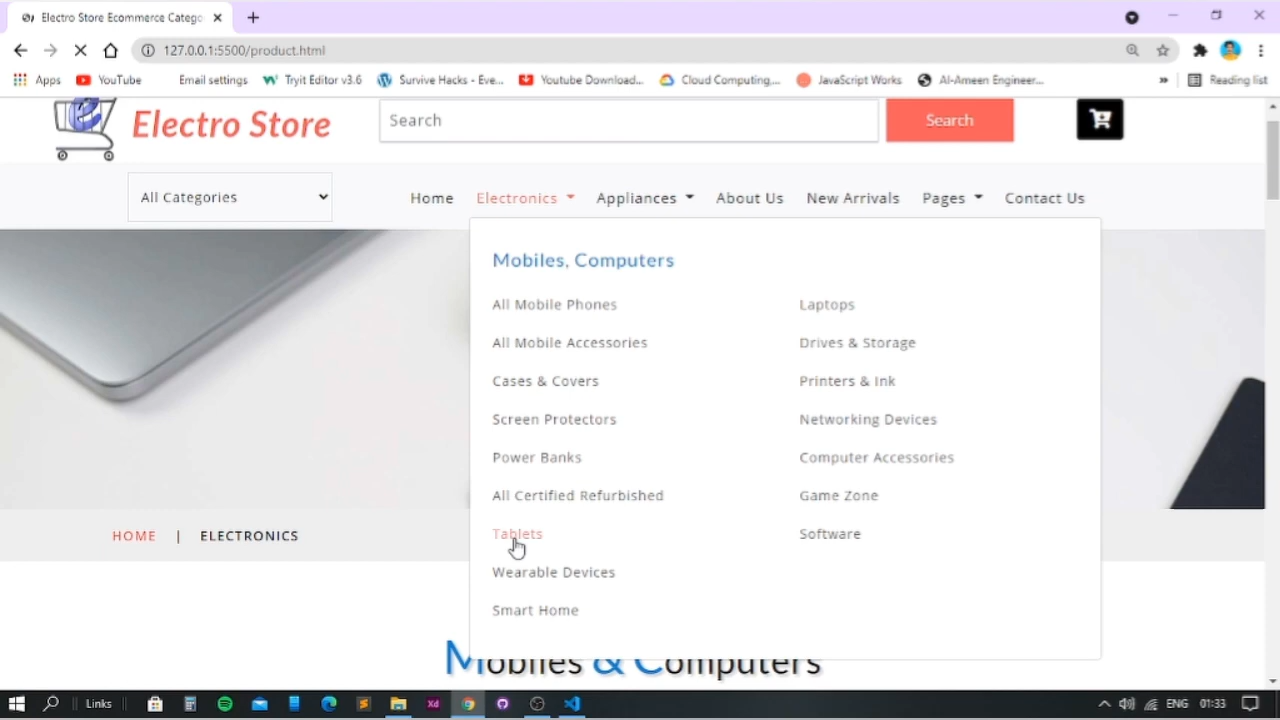 Electro Store Ecommerce Catego
127.0.0.1:5500/product.html
Apps YouTube Email settings Tryit Editor v3.6 Survive Hacks - Eve... Youtube Download... Cloud Computing,... JavaScript Works Al-Ameen Engineer... » Reading list
Electro Store Search Search
All Categories Home Electronics Appliances About Us New Arrivals Pages Contact Us
Mobiles, Computers
All Mobile Phones Laptops
All Mobile Accessories Drives & Storage
Cases & Covers Printers & Ink
Screen Protectors Networking Devices
Power Banks Computer Accessories
All Certified Refurbished Game Zone
HOME | ELECTRONICS Tablets Software
Wearable Devices
Smart Home
Mobiles & Computers
Links Xd ENG 01:33